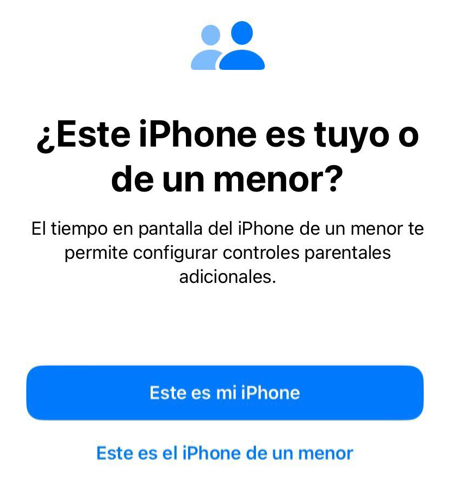 ¿Este iPhone es tuyo o
de un menor?
El tiempo en pantalla del iPhone de un menor te
permite configurar controles parentales
adicionales.
Este es mi iPhone
Este es el iPhone de un menor